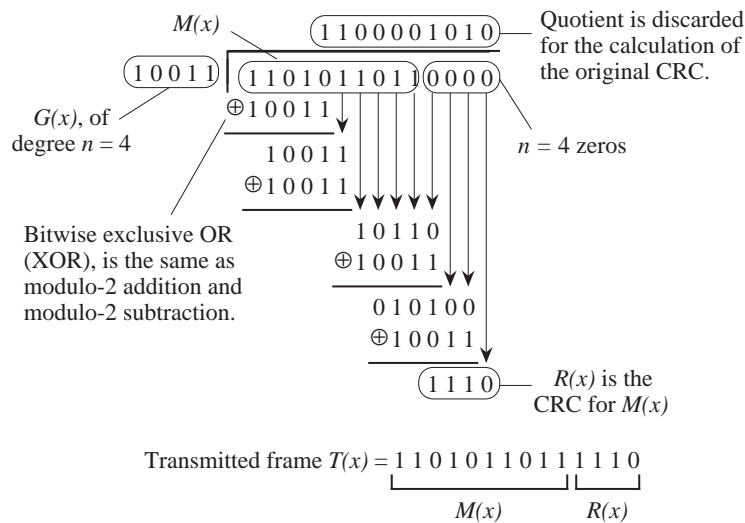 M(x)
1 1 0 0 0 0 1 0 1 0
Quotient is discarded
for the calculation of
the original CRC.
1 0 0 1 1
1 1 0 1 0 1 1 0 1 1 0 0 0 0
G(x), of
degree n = 4
⊕1 0 0 1 1
n = 4 zeros
1 0 0 1 1
⊕1 0 0 1 1
Bitwise exclusive OR
(XOR), is the same as
modulo-2 addition and
modulo-2 subtraction.
1 0 1 1 0
⊕1 0 0 1 1
0 1 0 1 0 0
⊕1 0 0 1 1
1 1 1 0
R(x) is the
CRC for M(x)
Transmitted frame T(x) = 1 1 0 1 0 1 1 0 1 1 1 1 1 0
M(x)
R(x)